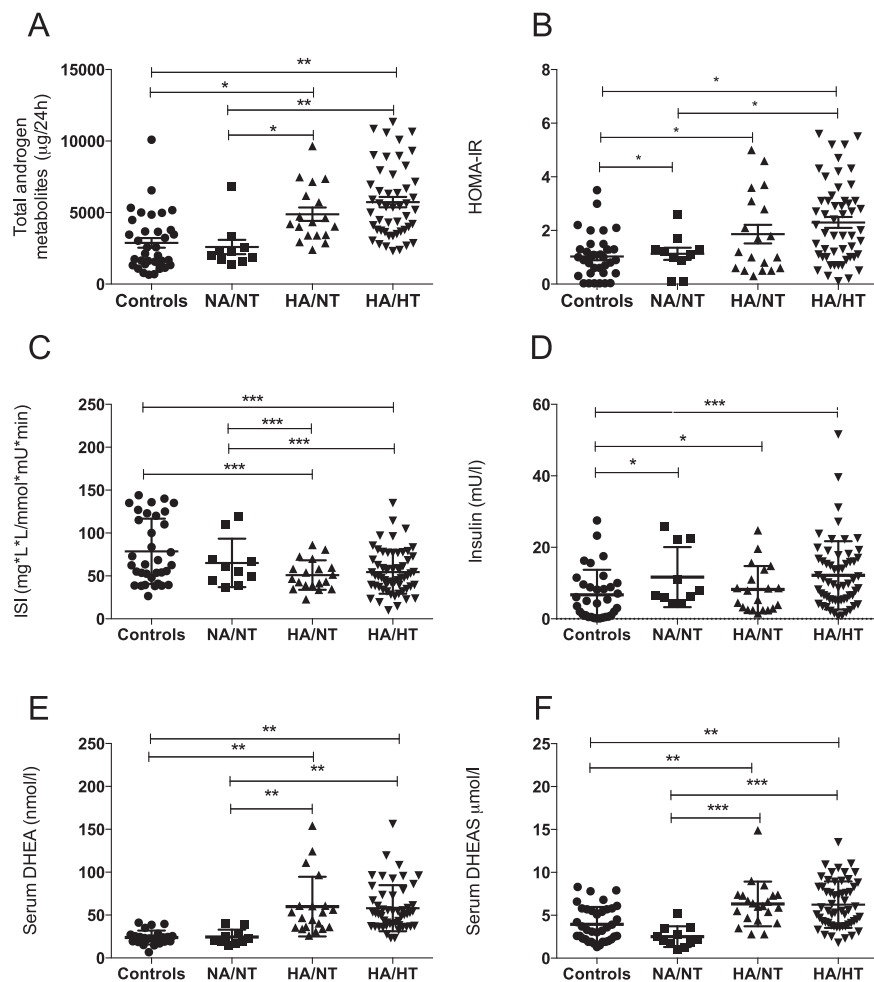 A
Total androgen
metabolites (µg/24h)
15000
10000
5000
0
**
*
**
*
Controls NA/NT HA/NT HA/HT
B
HOMA-IR
8
6
4
2
0
*
*
*
*
Controls NA/NT HA/NT HA/HT
C
ISI (mg*L*L/mmol*mU*min)
250
200
150
100
50
0
***
***
***
***
Controls NA/NT HA/NT HA/HT
D
Insulin (mU/l)
60
40
20
0
***
*
*
Controls NA/NT HA/NT HA/HT
E
Serum DHEA (nmol/l)
250
200
150
100
50
0
**
**
**
**
Controls NA/NT HA/NT HA/HT
F
Serum DHEAS µmol/l
25
20
15
10
5
0
**
**
***
***
Controls NA/NT HA/NT HA/HT